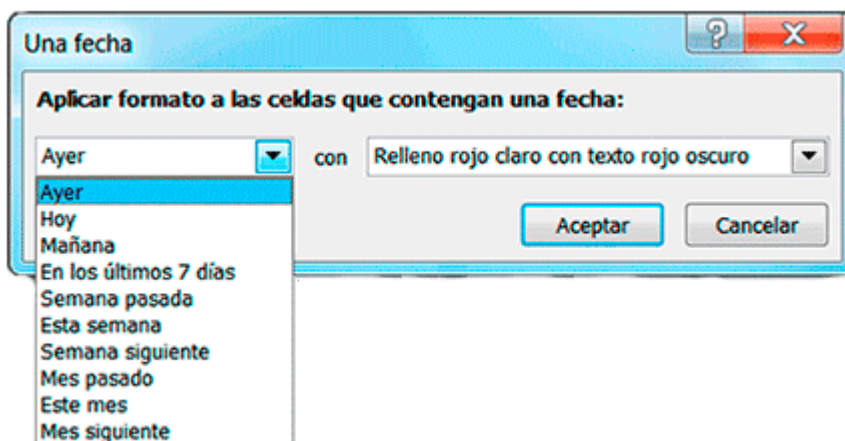 Una fecha
Aplicar formato a las celdas que contengan una fecha:
Ayer con Relleno rojo claro con texto rojo oscuro
Ayer
Hoy
Mañana
En los últimos 7 días
Semana pasada
Esta semana
Semana siguiente
Mes pasado
Este mes
Mes siguiente
Aceptar Cancelar